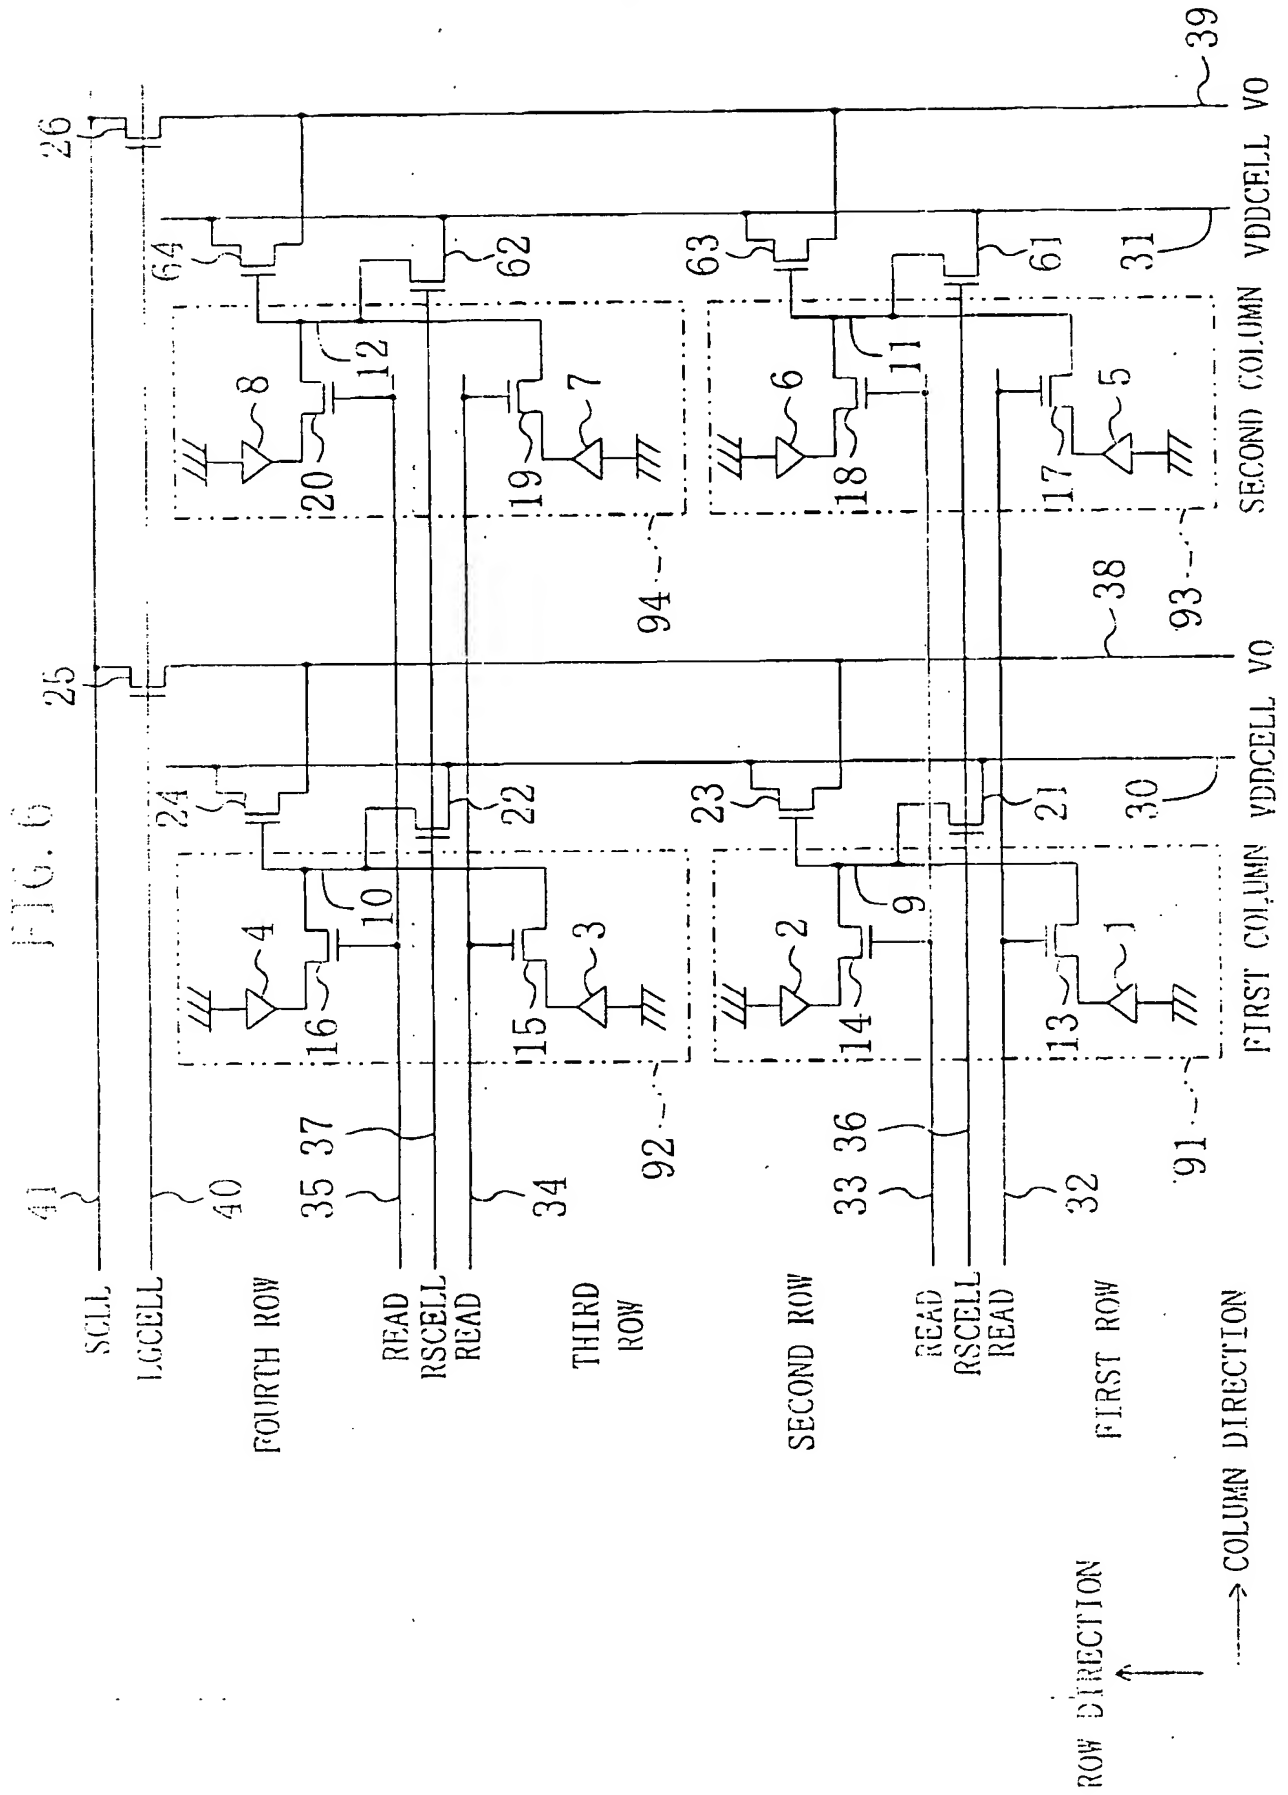 FIG. 6
SCLL 41
LGCELL 40
25
26
FOURTH ROW
4
24
8
64
16
10
20
12
READ 35
RSCELL 37
READ 34
22
62
THIRD
ROW
15
3
19
7
92
94
SECOND ROW
2
23
6
63
14
9
18
11
READ 33
RSCELL 36
READ 32
21
61
FIRST ROW
13
1
17
5
91
30
38
93
31
39
FIRST COLUMN VDDCELL VO
SECOND COLUMN VDDCELL VO
ROW DIRECTION
COLUMN DIRECTION